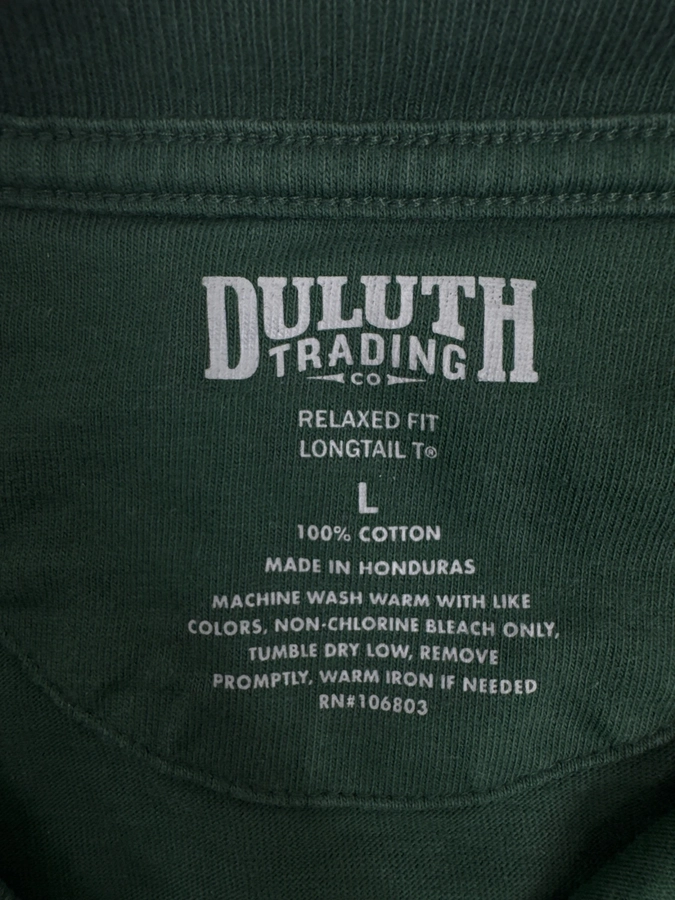 DULUTH
TRADING
CO
RELAXED FIT
LONGTAIL T®
L
100% COTTON
MADE IN HONDURAS
MACHINE WASH WARM WITH LIKE
COLORS, NON-CHLORINE BLEACH ONLY,
TUMBLE DRY LOW, REMOVE
PROMPTLY, WARM IRON IF NEEDED
RN#106803